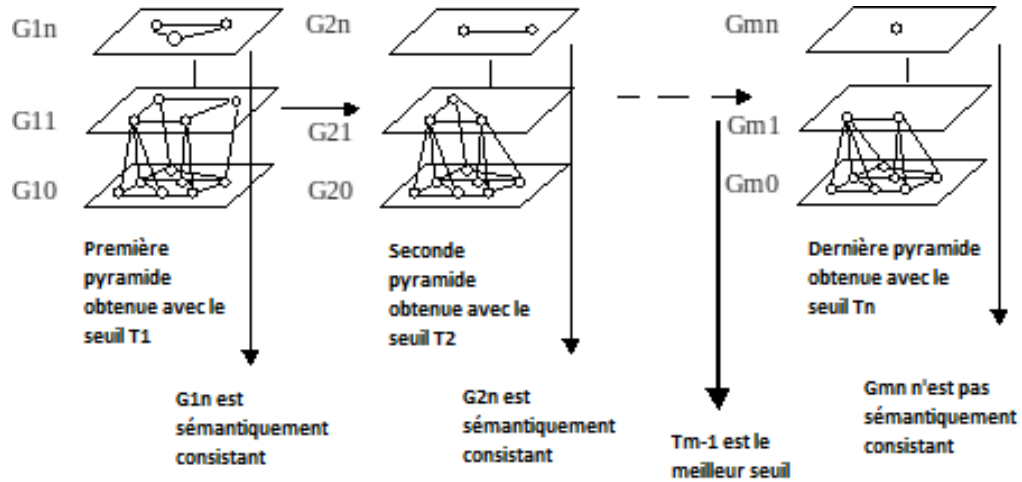 G1n
G11
G10
Première
pyramide
obtenue avec le
seuil T1
G1n est
sémantiquement
consistant
G2n
G21
G20
Seconde
pyramide
obtenue avec le
seuil T2
G2n est
sémantiquement
consistant
Tm-1 est le
meilleur seuil
Gmn
Gm1
Gm0
Dernière pyramide
obtenue avec le
seuil Tn
Gmn n'est pas
sémantiquement
consistant